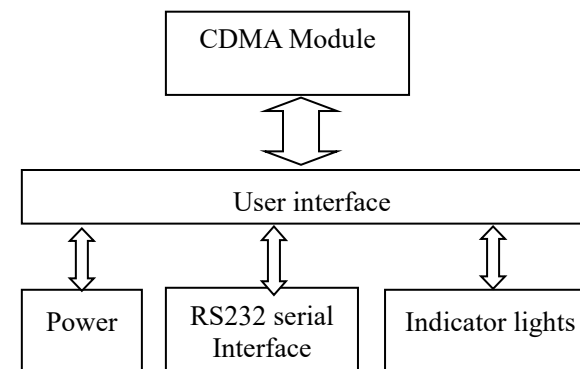 CDMA Module
User interface
Power
RS232 serial
Interface
Indicator lights